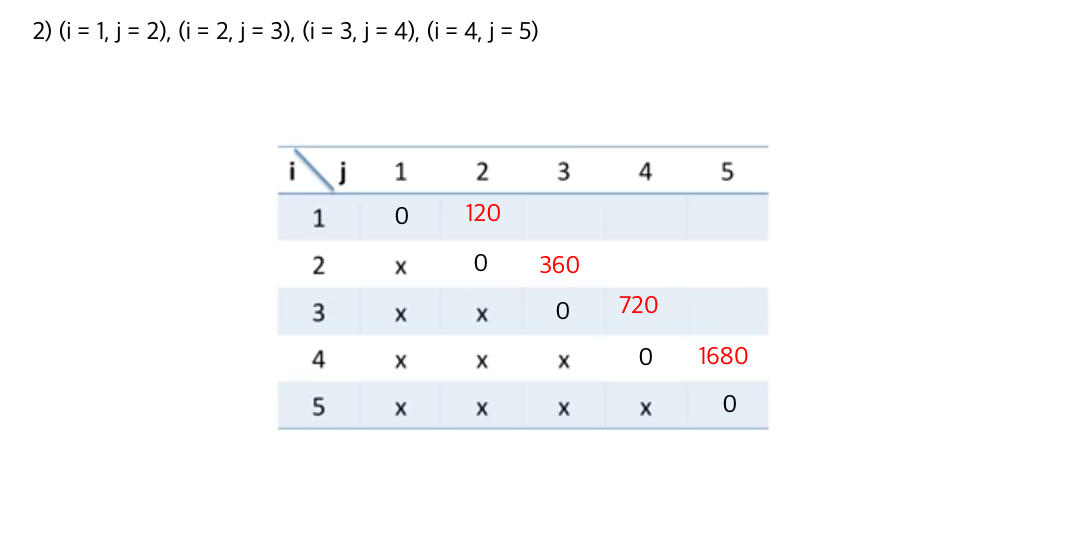 2) (i = 1, j = 2), (i = 2, j = 3), (i = 3, j = 4), (i = 4, j = 5)
i j 1 2 3 4 5
1 0 120
2 x 0 360
3 x x 0 720
4 x x x 0 1680
5 x x x x 0